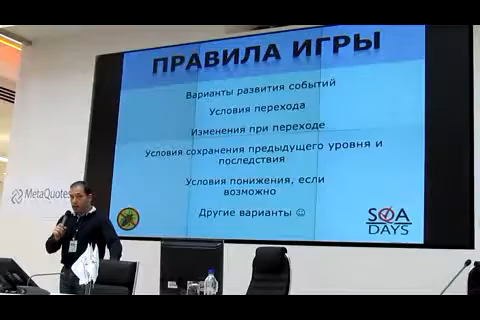 ПРАВИЛА ИГРЫ
Варианты развития событий
Условия перехода
Изменения при переходе
Условия сохранения предыдущего уровня и
последствия
Условия понижения, если
возможно
Другие варианты ☺
MetaQuotes
SQA
DAYS